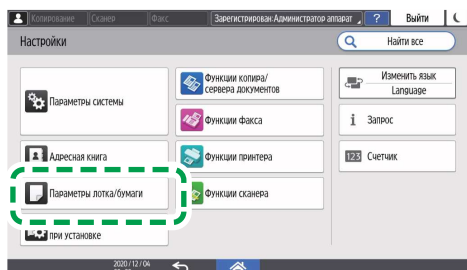 Копирование
Сканер
Факс
Зарегистрирован:Администратор аппарат
?
Выйти
Настройки
Найти все
Параметры системы
Функции копира/
сервера документов
Изменить язык
Language
Функции факса
Запрос
Адресная книга
Функции принтера
123 Счетчик
Параметры лотка/бумаги
Функции сканера
при установке
2020/12/04